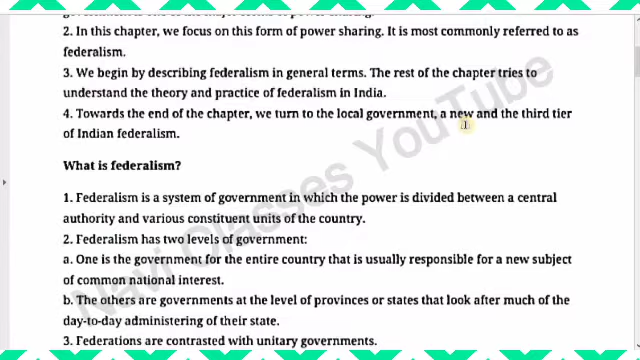 2. In this chapter, we focus on this form of power sharing. It is most commonly referred to as
federalism.
3. We begin by describing federalism in general terms. The rest of the chapter tries to
understand the theory and practice of federalism in India.
4. Towards the end of the chapter, we turn to the local government, a new and the third tier
of Indian federalism.
What is federalism?
1. Federalism is a system of government in which the power is divided between a central
authority and various constituent units of the country.
2. Federalism has two levels of government:
a. One is the government for the entire country that is usually responsible for a new subject
of common national interest.
b. The others are governments at the level of provinces or states that look after much of the
day-to-day administering of their state.
3. Federations are contrasted with unitary governments.
Navi Classes YouTube